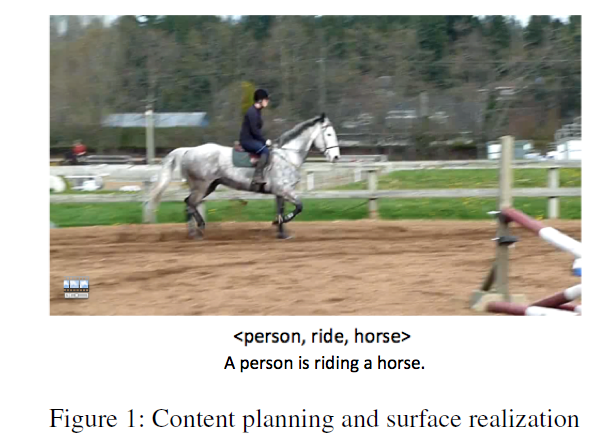 <person, ride, horse>
A person is riding a horse.
Figure 1: Content planning and surface realization